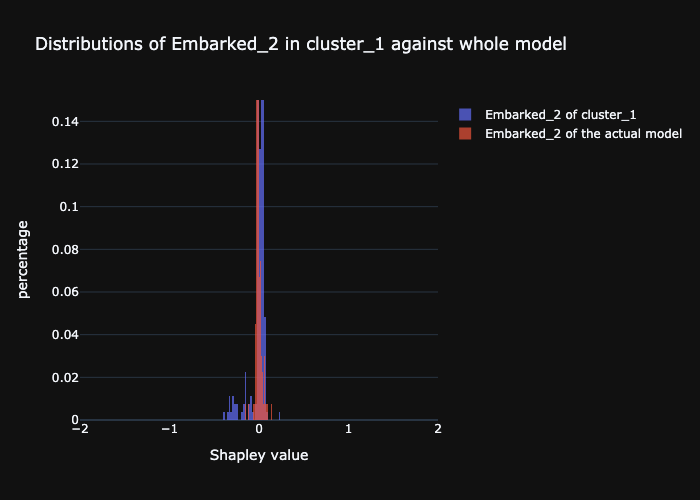 Distributions of Embarked_2 in cluster_1 against whole model
Embarked_2 of cluster_1
Embarked_2 of the actual model
percentage
0.14
0.12
0.1
0.08
0.06
0.04
0.02
0
−2
−1
0
1
2
Shapley value